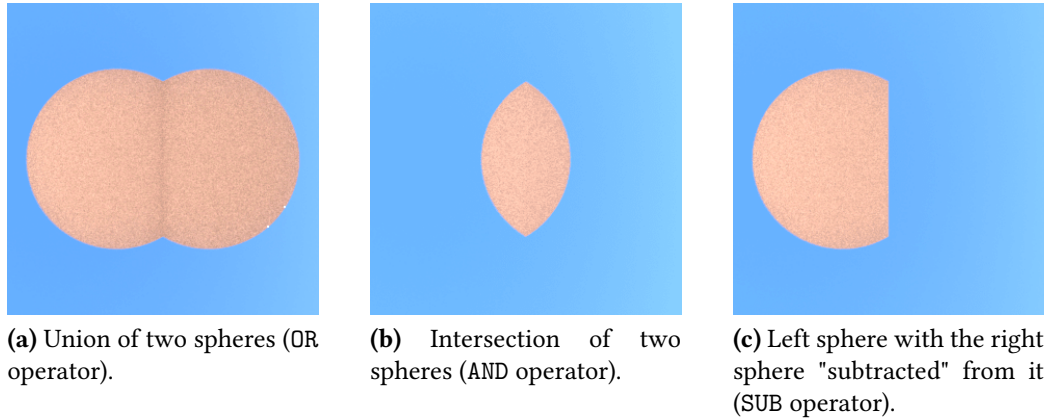 (a) Union of two spheres (OR
operator).
(b) Intersection of two
spheres (AND operator).
(c) Left sphere with the right
sphere "subtracted" from it
(SUB operator).